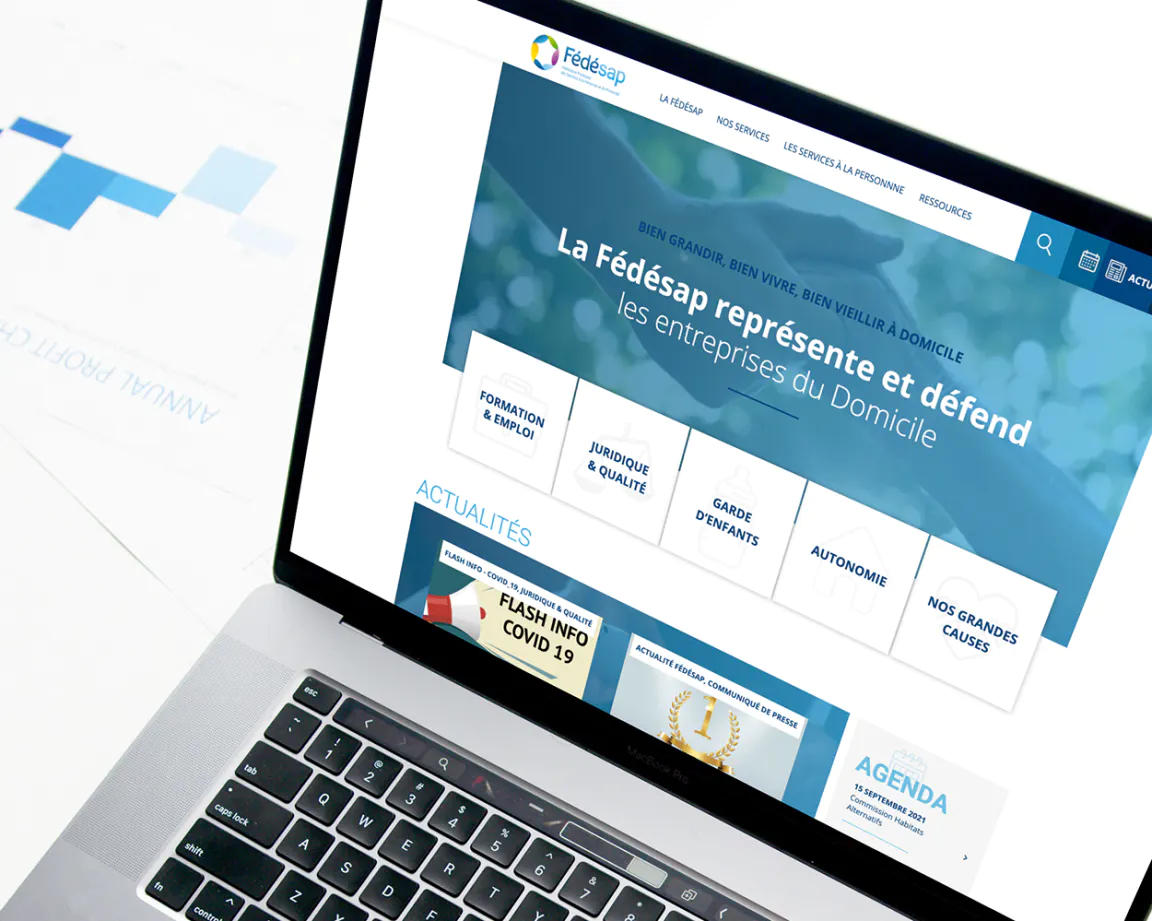 Fédésap
LA FÉDÉSAP
NOS SERVICES
LES SERVICES À LA PERSONNNE
RESSOURCES
ACTU
BIEN GRANDIR, BIEN VIVRE, BIEN VIEILLIR À DOMICILE
La Fédésap représente et défend
les entreprises du Domicile
FORMATION
& EMPLOI
JURIDIQUE
& QUALITÉ
GARDE
D'ENFANTS
AUTONOMIE
NOS GRANDES
CAUSES
ACTUALITÉS
FLASH INFO - COVID_19, JURIDIQUE & QUALITÉ
FLASH INFO
COVID 19
ACTUALITÉ FÉDÉSAP, COMMUNIQUÉ DE PRESSE
1
AGENDA
15 SEPTEMBRE 2021
Commission Habitats
Alternatifs
ANNUAL PROFIT CH
MacBook Pro
esc
~ `
! 1
@ 2
# 3
$ 4
% 5
^ 6
& 7
* 8
tab
Q
W
E
R
T
Y
caps lock
A
S
D
F
shift
Z
X
fn
control